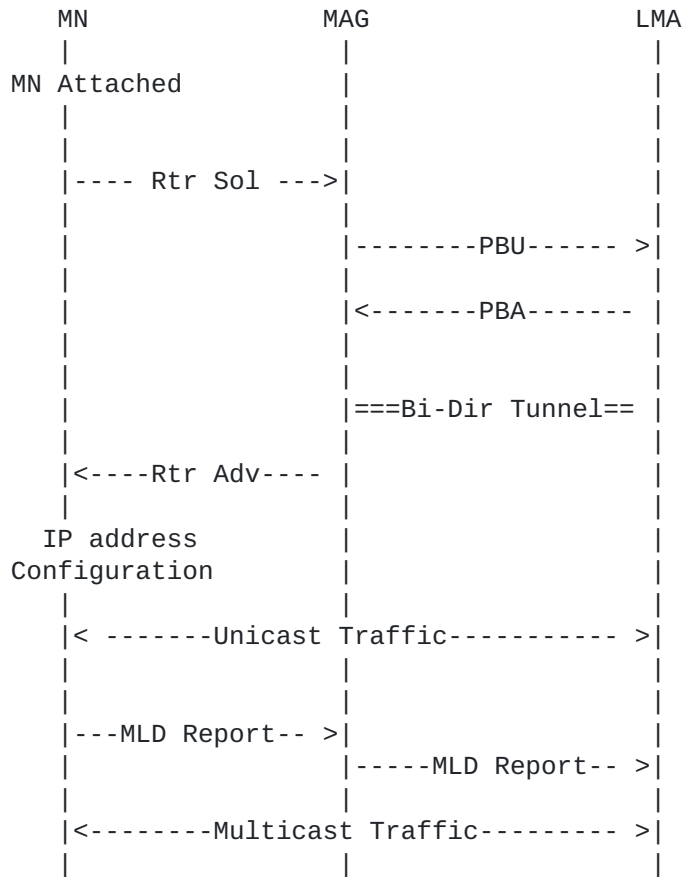 MN MAG LMA
MN Attached
|---- Rtr Sol --->|
|--------PBU------ >|
|<-------PBA------- |
|===Bi-Dir Tunnel== |
|<----Rtr Adv---- |
IP address
Configuration
|< -------Unicast Traffic----------- >|
|---MLD Report-- >|
|-----MLD Report-- >|
|<--------Multicast Traffic--------- >|